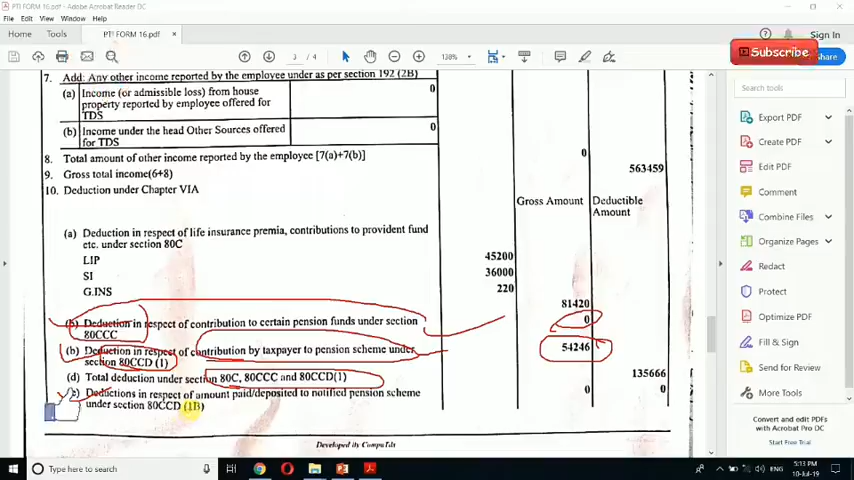 PTI FORM 16.pdf - Adobe Acrobat Reader DC
File Edit View Window Help
Home Tools PTI FORM 16.pdf × Sign In
3 / 4 138% Subscribe Share
7. Add: Any other income reported by the employee under as per section 192 (2B)
(a) Income (or admissible loss) from house 0
property reported by employee offered for
TDS
(b) Income under the head Other Sources offered 0
for TDS
8. Total amount of other income reported by the employee [7(a)+7(b)] 0
9. Gross total income(6+8) 563459
10. Deduction under Chapter VIA
Gross Amount Deductible
Amount
(a) Deduction in respect of life insurance premia, contributions to provident fund
etc. under section 80C
LIP 45200
SI 36000
G.INS 220
81420
(b) Deduction in respect of contribution to certain pension funds under section 0
80CCC
(b) Deduction in respect of contribution by taxpayer to pension scheme under 54246
section 80CCD (1)
(d) Total deduction under section 80C, 80CCC and 80CCD(1) 135666
Deductions in respect of amount paid/deposited to notified pension scheme 0 0
under section 80CCD (1B)
Developed by CompuTdt
Search tools
Export PDF
Create PDF
Edit PDF
Comment
Combine Files
Organize Pages
Redact
Protect
Optimize PDF
Fill & Sign
Send for Review
More Tools
Convert and edit PDFs
with Acrobat Pro DC
Start Free Trial
Type here to search
ENG 5:13 PM
10-Jul-19